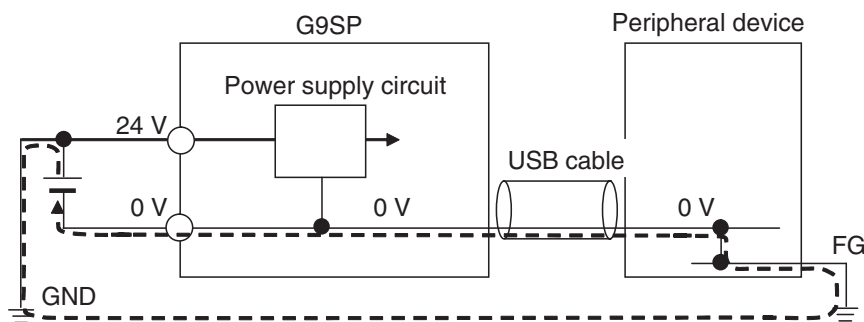 G9SP
Peripheral device
Power supply circuit
24 V
USB cable
0 V
0 V
0 V
FG
GND